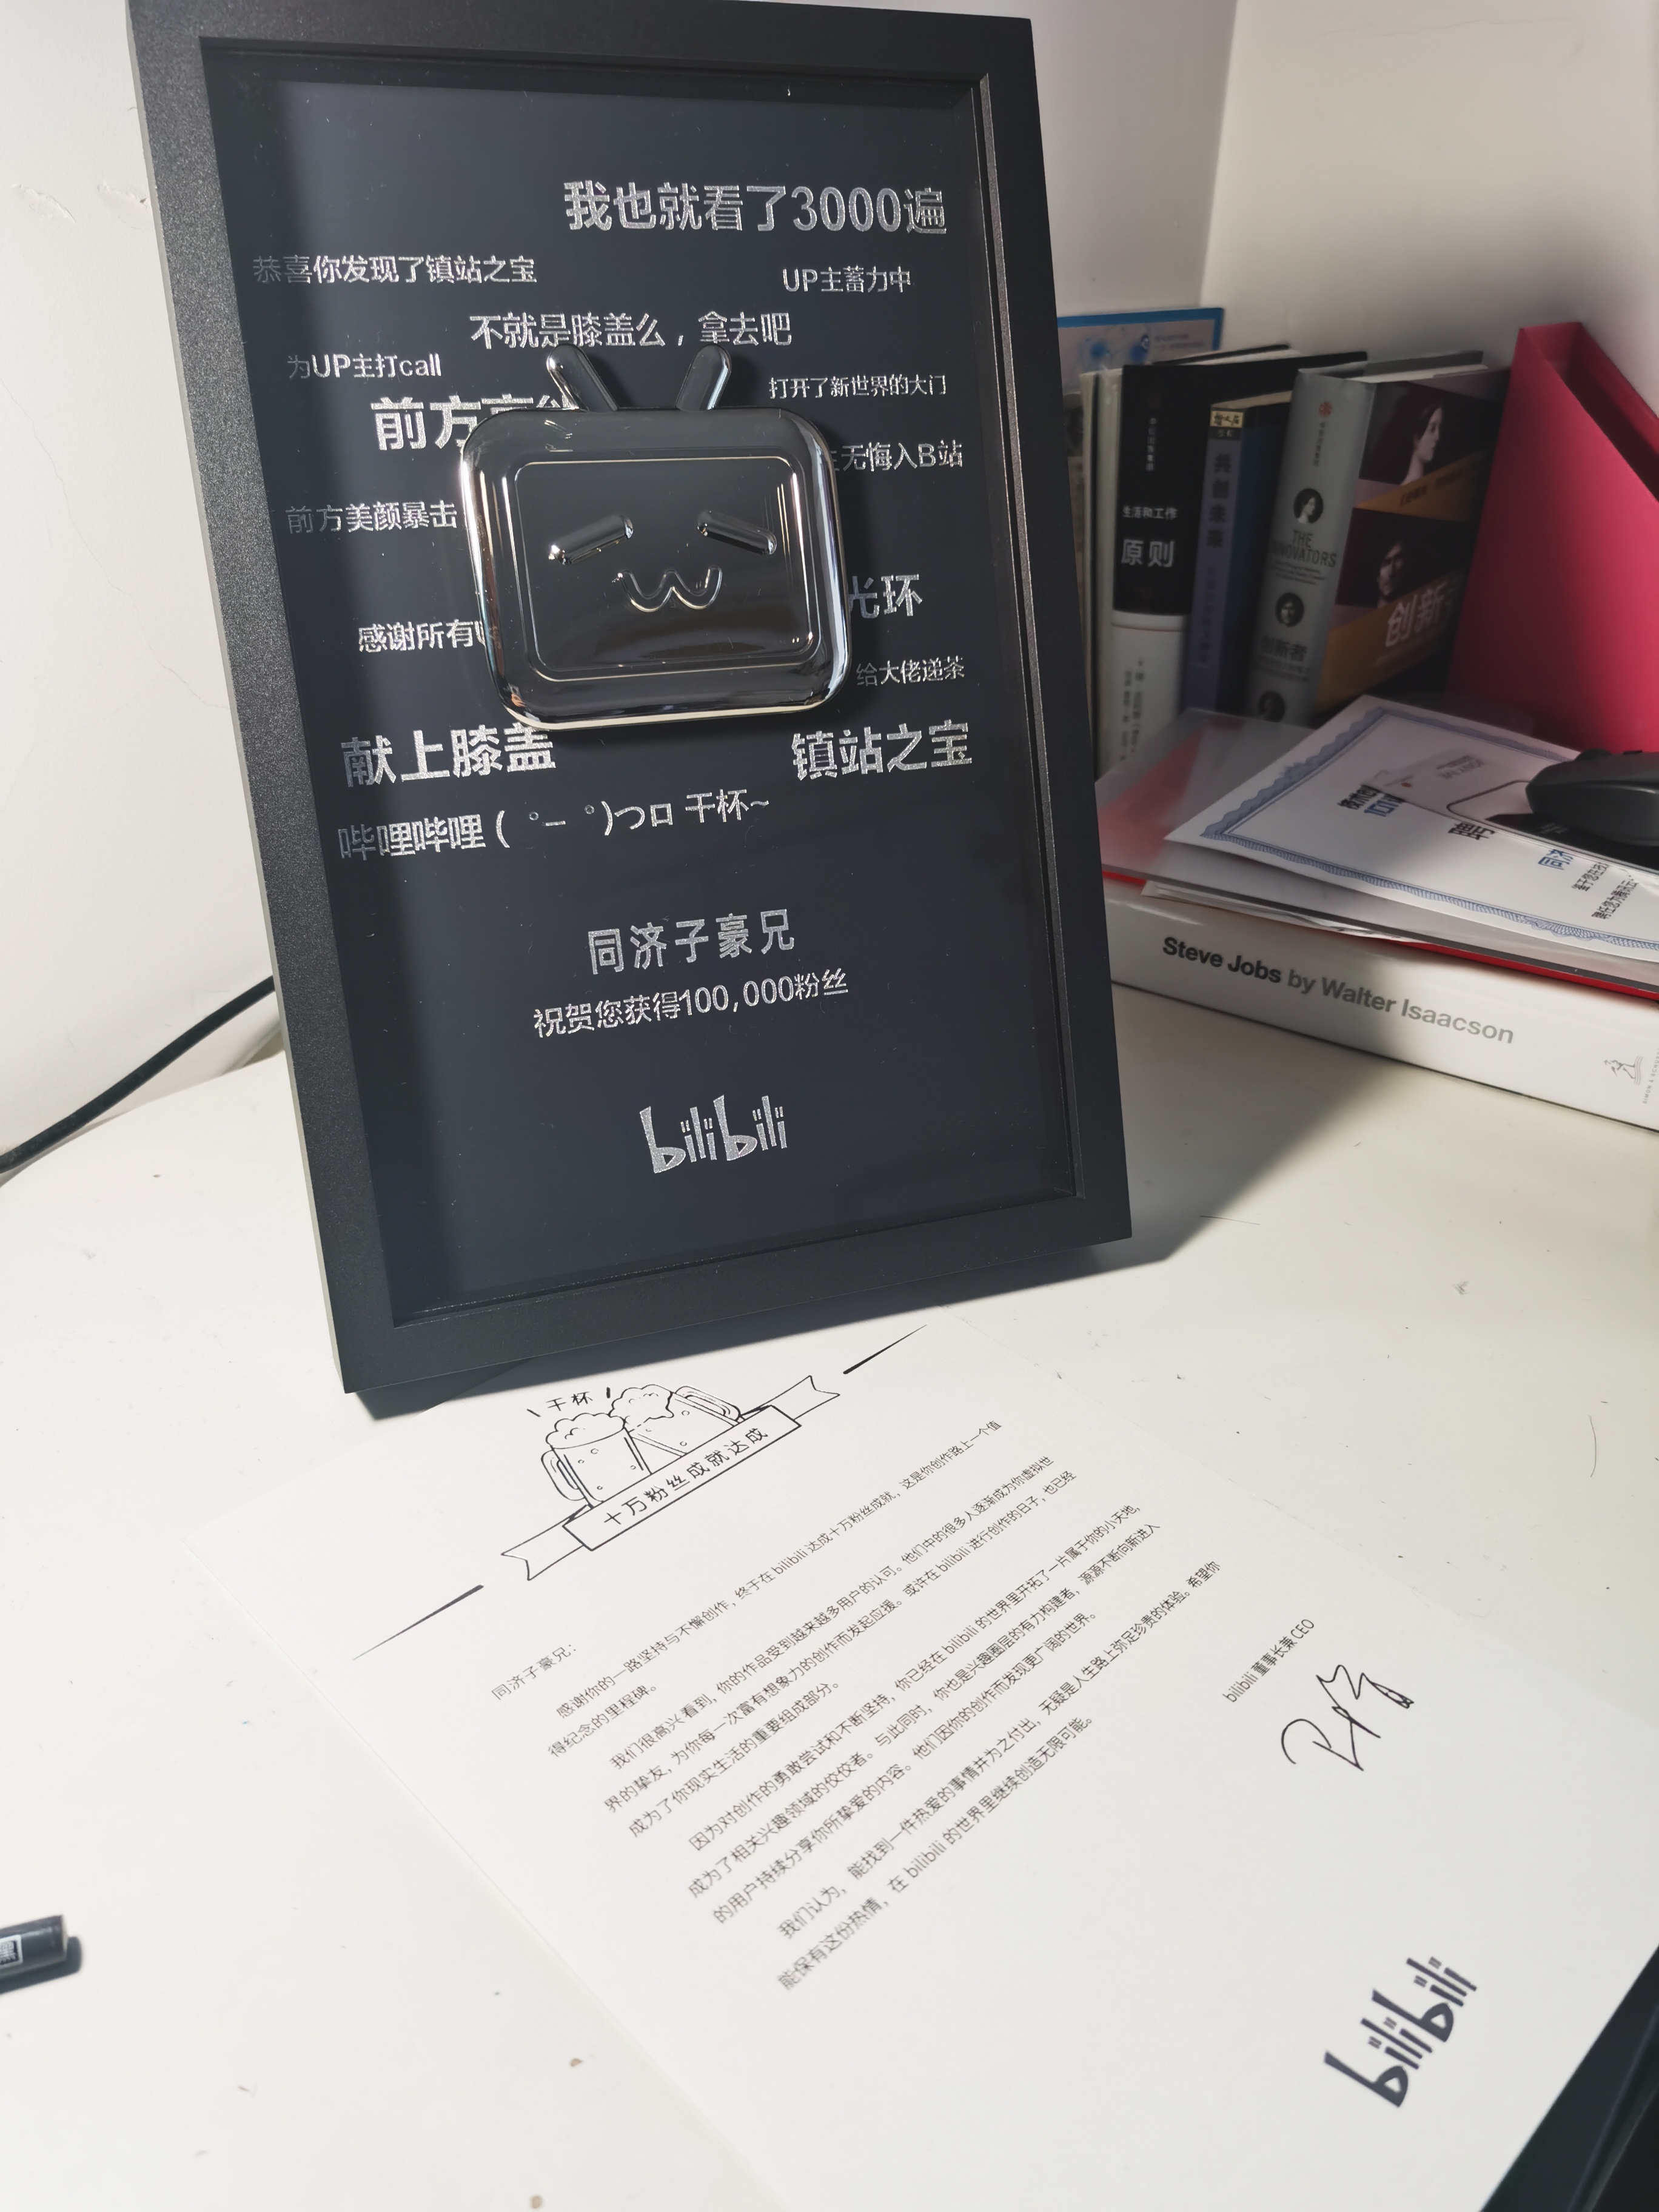 我也就看了3000遍
恭喜你发现了镇站之宝
UP主蓄力中
不就是膝盖么，拿去吧
为UP主打call
打开了新世界的大门
前方高
无悔入B站
前方美颜暴击
光环
感谢所有U
给大佬递茶
献上膝盖
镇站之宝
哔哩哔哩 ( ゜- ゜)つロ 干杯~
同济子豪兄
祝贺您获得100,000粉丝
bilibili
生活和工作
原则
THE INNOVATORS
创新者
创新
Steve Jobs by Walter Isaacson
干杯
十万粉丝成就达成
同济子豪兄：
感谢你的一路坚持与不懈创作，终于在 bilibili 达成十万粉丝成就，这是你创作路上一个值
得纪念的里程碑。
我们很高兴看到，你的作品受到越来越多用户的认可。他们中的很多人逐渐成为你虚拟世
界的挚友，为你每一次富有想象力的创作而发起应援。或许在 bilibili 进行创作的日子，也已经
成为了你现实生活的重要组成部分。
因为对创作的勇敢尝试和不断坚持，你已经在 bilibili 的世界里开拓了一片属于你的小天地，
成为了相关兴趣领域的佼佼者。与此同时，你也是兴趣圈层的有力构建者，源源不断向新进入
的用户持续分享你所挚爱的内容。他们因你的创作而发现更广阔的世界。
我们认为，能找到一件热爱的事情并为之付出，无疑是人生路上弥足珍贵的体验。希望你
能保有这份热情，在 bilibili 的世界里继续创造无限可能。
bilibili 董事长兼 CEO
bilibili